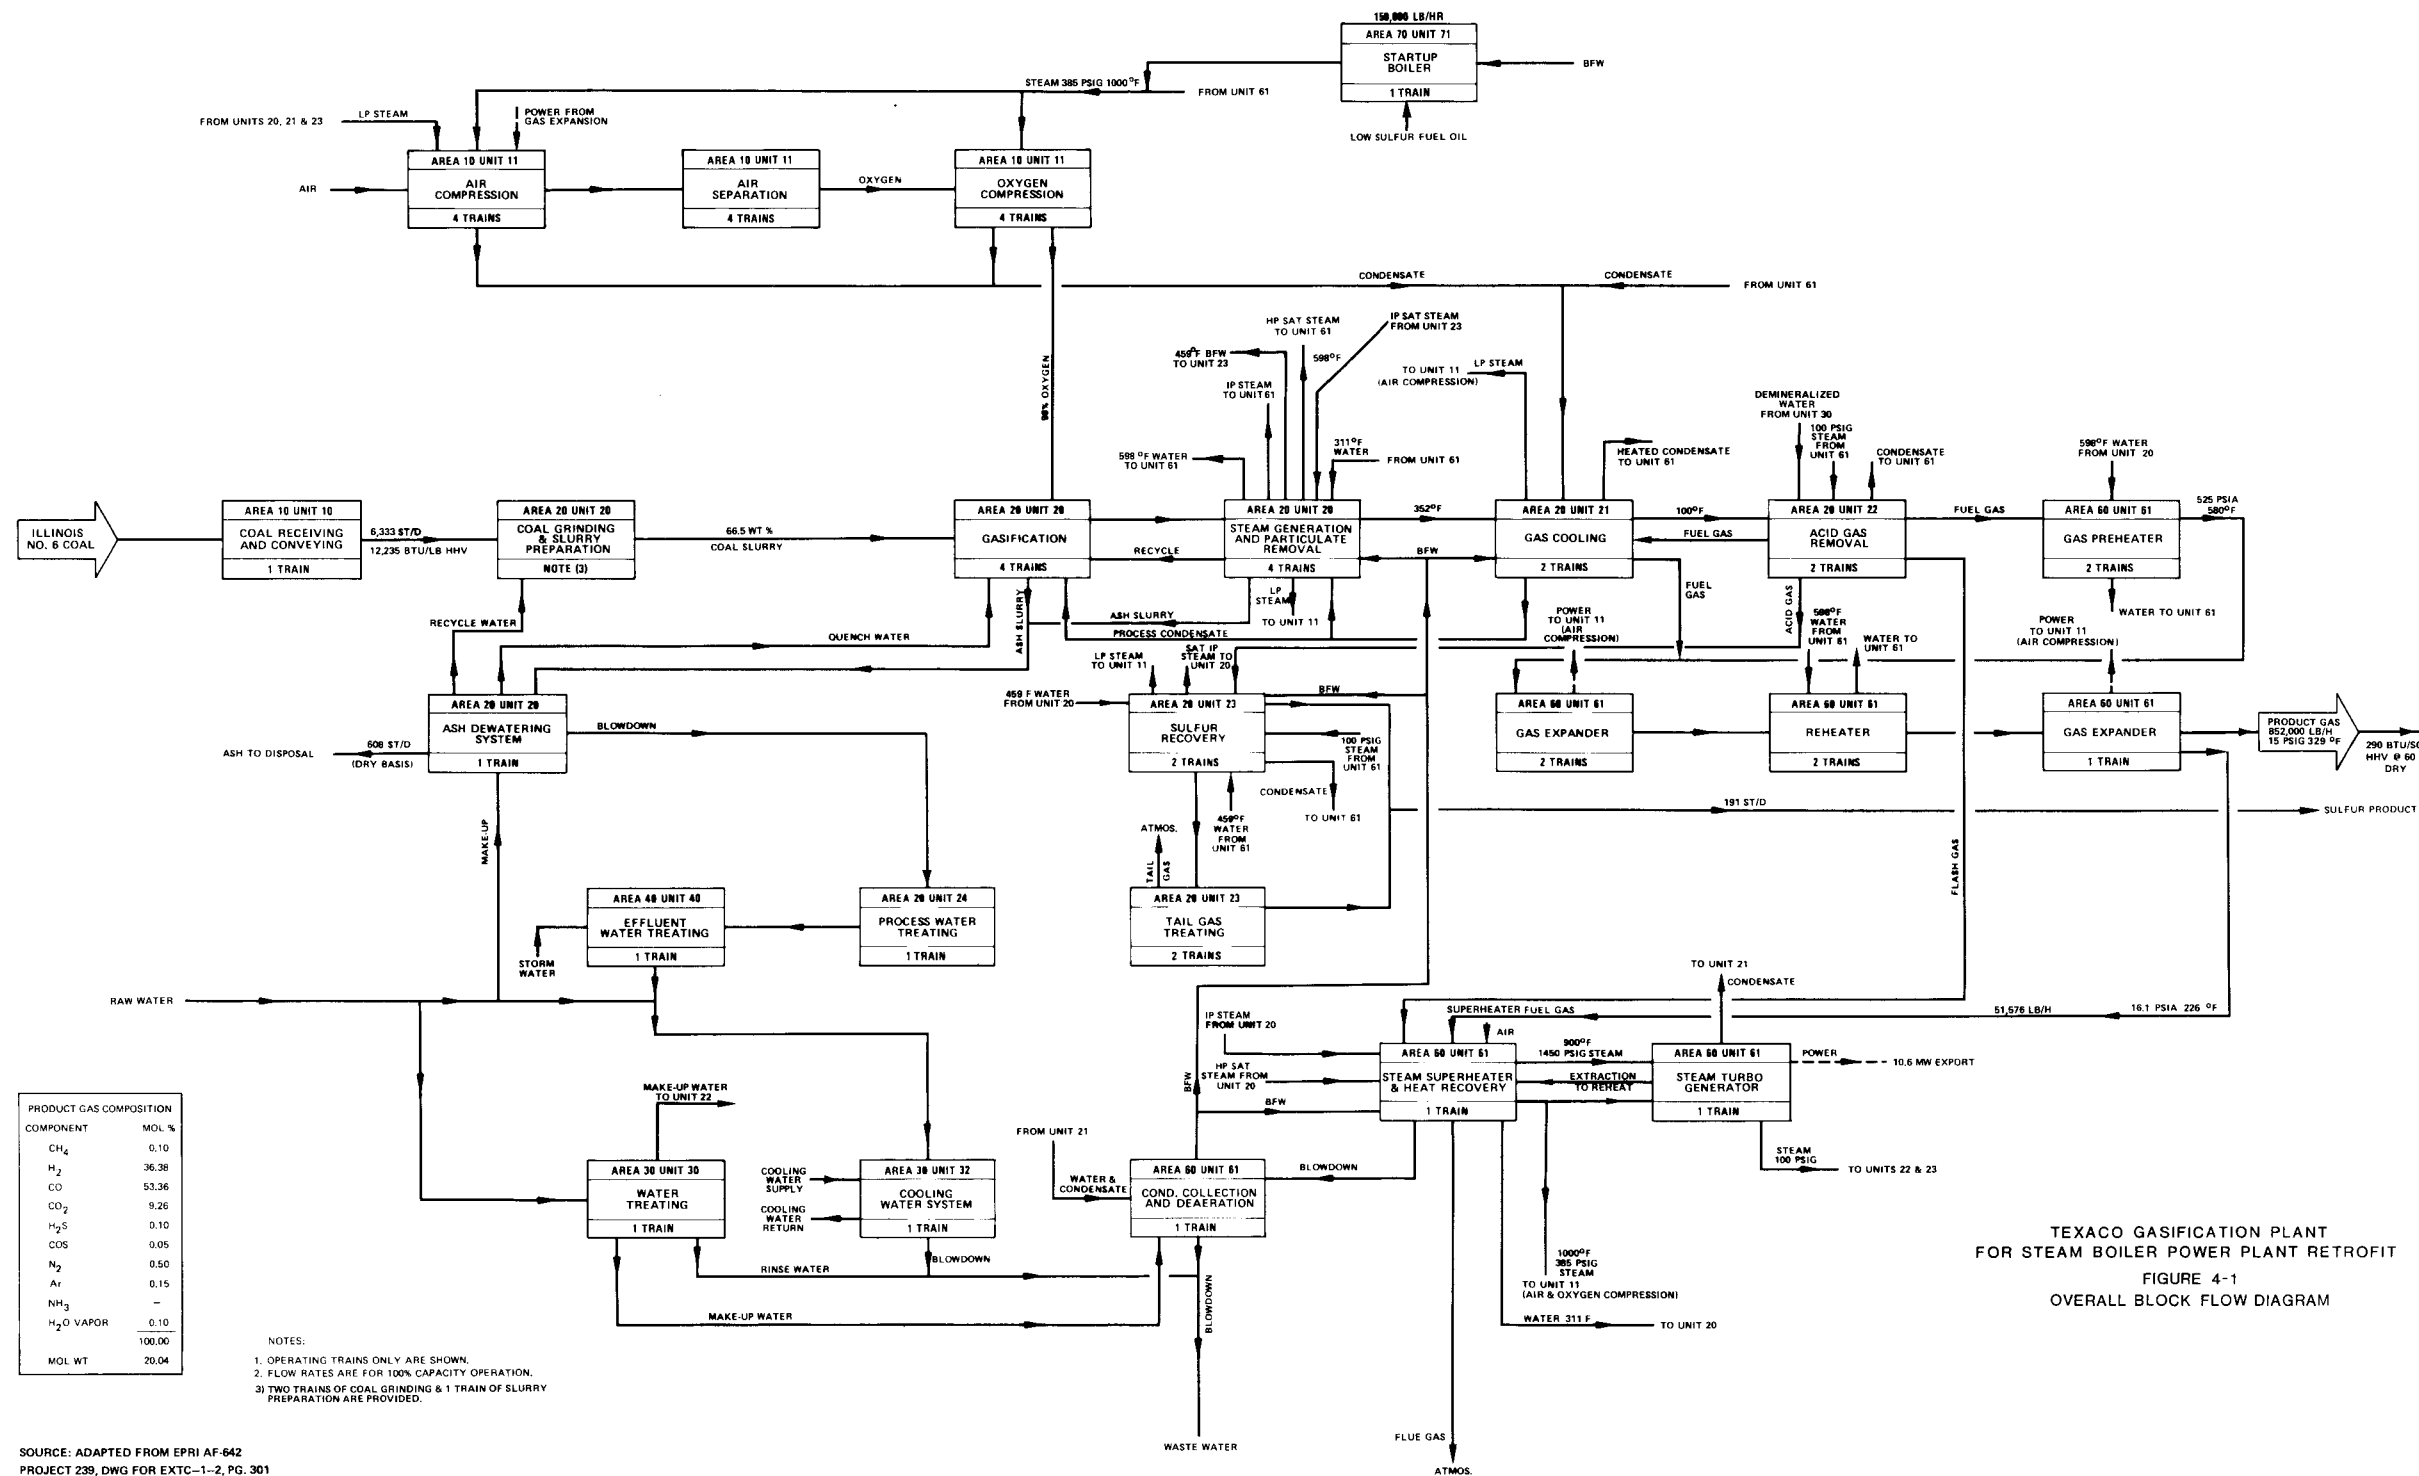 150,000 LB/HR
AREA 70 UNIT 71
STARTUP
BOILER
1 TRAIN
BFW
LOW SULFUR FUEL OIL
STEAM 385 PSIG 1000°F
FROM UNIT 61
FROM UNITS 20, 21 & 23
LP STEAM
POWER FROM
GAS EXPANSION
AIR
AREA 10 UNIT 11
AIR
COMPRESSION
4 TRAINS
AREA 10 UNIT 11
AIR
SEPARATION
4 TRAINS
OXYGEN
AREA 10 UNIT 11
OXYGEN
COMPRESSION
4 TRAINS
CONDENSATE
CONDENSATE
FROM UNIT 61
98% OXYGEN
HP SAT STEAM
TO UNIT 61
IP SAT STEAM
FROM UNIT 23
459°F BFW
TO UNIT 23
598°F
IP STEAM
TO UNIT 61
TO UNIT 11
(AIR COMPRESSION)
LP STEAM
598 °F WATER
TO UNIT 61
311°F
WATER
FROM UNIT 61
HEATED CONDENSATE
TO UNIT 61
DEMINERALIZED
WATER
FROM UNIT 30
100 PSIG
STEAM
FROM
UNIT 61
CONDENSATE
TO UNIT 61
598°F WATER
FROM UNIT 20
ILLINOIS
NO. 6 COAL
AREA 10 UNIT 10
COAL RECEIVING
AND CONVEYING
1 TRAIN
6,333 ST/D
12,235 BTU/LB HHV
AREA 20 UNIT 20
COAL GRINDING
& SLURRY
PREPARATION
NOTE (3)
66.5 WT %
COAL SLURRY
AREA 20 UNIT 20
GASIFICATION
4 TRAINS
RECYCLE
AREA 20 UNIT 20
STEAM GENERATION
AND PARTICULATE
REMOVAL
4 TRAINS
352°F
BFW
AREA 20 UNIT 21
GAS COOLING
2 TRAINS
100°F
FUEL GAS
AREA 20 UNIT 22
ACID GAS
REMOVAL
2 TRAINS
FUEL GAS
AREA 60 UNIT 61
GAS PREHEATER
2 TRAINS
525 PSIA
580°F
WATER TO UNIT 61
RECYCLE WATER
QUENCH WATER
ASH SLURRY
ASH SLURRY
PROCESS CONDENSATE
LP
STEAM
TO UNIT 11
FUEL
GAS
ACID GAS
POWER
TO UNIT 11
(AIR
COMPRESSION)
598°F
WATER
FROM
UNIT 61
WATER TO
UNIT 61
POWER
TO UNIT 11
(AIR COMPRESSION)
LP STEAM
TO UNIT 11
SAT IP
STEAM TO
UNIT 20
459 F WATER
FROM UNIT 20
BFW
AREA 20 UNIT 20
ASH DEWATERING
SYSTEM
1 TRAIN
BLOWDOWN
ASH TO DISPOSAL
608 ST/D
(DRY BASIS)
AREA 20 UNIT 23
SULFUR
RECOVERY
2 TRAINS
100 PSIG
STEAM
FROM
UNIT 61
CONDENSATE
TO UNIT 61
459°F
WATER
FROM
UNIT 61
AREA 60 UNIT 61
GAS EXPANDER
2 TRAINS
AREA 60 UNIT 61
REHEATER
2 TRAINS
AREA 60 UNIT 61
GAS EXPANDER
1 TRAIN
PRODUCT GAS
852,000 LB/H
15 PSIG 329 °F
HHV @ 60
DRY
191 ST/D
SULFUR PRODUCT
MAKE-UP
ATMOS.
TAIL
GAS
FLASH GAS
AREA 40 UNIT 40
EFFLUENT
WATER TREATING
1 TRAIN
STORM
WATER
AREA 20 UNIT 24
PROCESS WATER
TREATING
1 TRAIN
AREA 20 UNIT 23
TAIL GAS
TREATING
2 TRAINS
RAW WATER
TO UNIT 21
CONDENSATE
SUPERHEATER FUEL GAS
51,576 LB/H
16.1 PSIA 226 °F
IP STEAM
FROM UNIT 20
AIR
HP SAT
STEAM FROM
UNIT 20
BFW
BFW
AREA 60 UNIT 61
STEAM SUPERHEATER
& HEAT RECOVERY
1 TRAIN
900°F
1450 PSIG STEAM
EXTRACTION
TO REHEAT
AREA 60 UNIT 61
STEAM TURBO
GENERATOR
1 TRAIN
POWER
10,6 MW EXPORT
STEAM
100 PSIG
TO UNITS 22 & 23
MAKE-UP WATER
TO UNIT 22
FROM UNIT 21
WATER &
CONDENSATE
BLOWDOWN
AREA 30 UNIT 30
WATER
TREATING
1 TRAIN
COOLING
WATER
SUPPLY
COOLING
WATER
RETURN
AREA 30 UNIT 32
COOLING
WATER SYSTEM
1 TRAIN
BLOWDOWN
AREA 60 UNIT 61
COND. COLLECTION
AND DEAERATION
1 TRAIN
RINSE WATER
MAKE-UP WATER
BLOWDOWN
WASTE WATER
1000°F
385 PSIG
STEAM
TO UNIT 11
(AIR & OXYGEN COMPRESSION)
WATER 311 F
TO UNIT 20
FLUE GAS
ATMOS.
PRODUCT GAS COMPOSITION
COMPONENT MOL %
CH4 0.10
H2 36.38
CO 53.36
CO2 9.26
H2S 0.10
COS 0.05
N2 0.50
Ar 0.15
NH3 –
H2O VAPOR 0.10
100.00
MOL WT 20.04
NOTES:
1. OPERATING TRAINS ONLY ARE SHOWN.
2. FLOW RATES ARE FOR 100% CAPACITY OPERATION.
3) TWO TRAINS OF COAL GRINDING & 1 TRAIN OF SLURRY
PREPARATION ARE PROVIDED.
TEXACO GASIFICATION PLANT
FOR STEAM BOILER POWER PLANT RETROFIT
FIGURE 4-1
OVERALL BLOCK FLOW DIAGRAM
SOURCE: ADAPTED FROM EPRI AF-642
PROJECT 239, DWG FOR EXTC-1--2, PG. 301